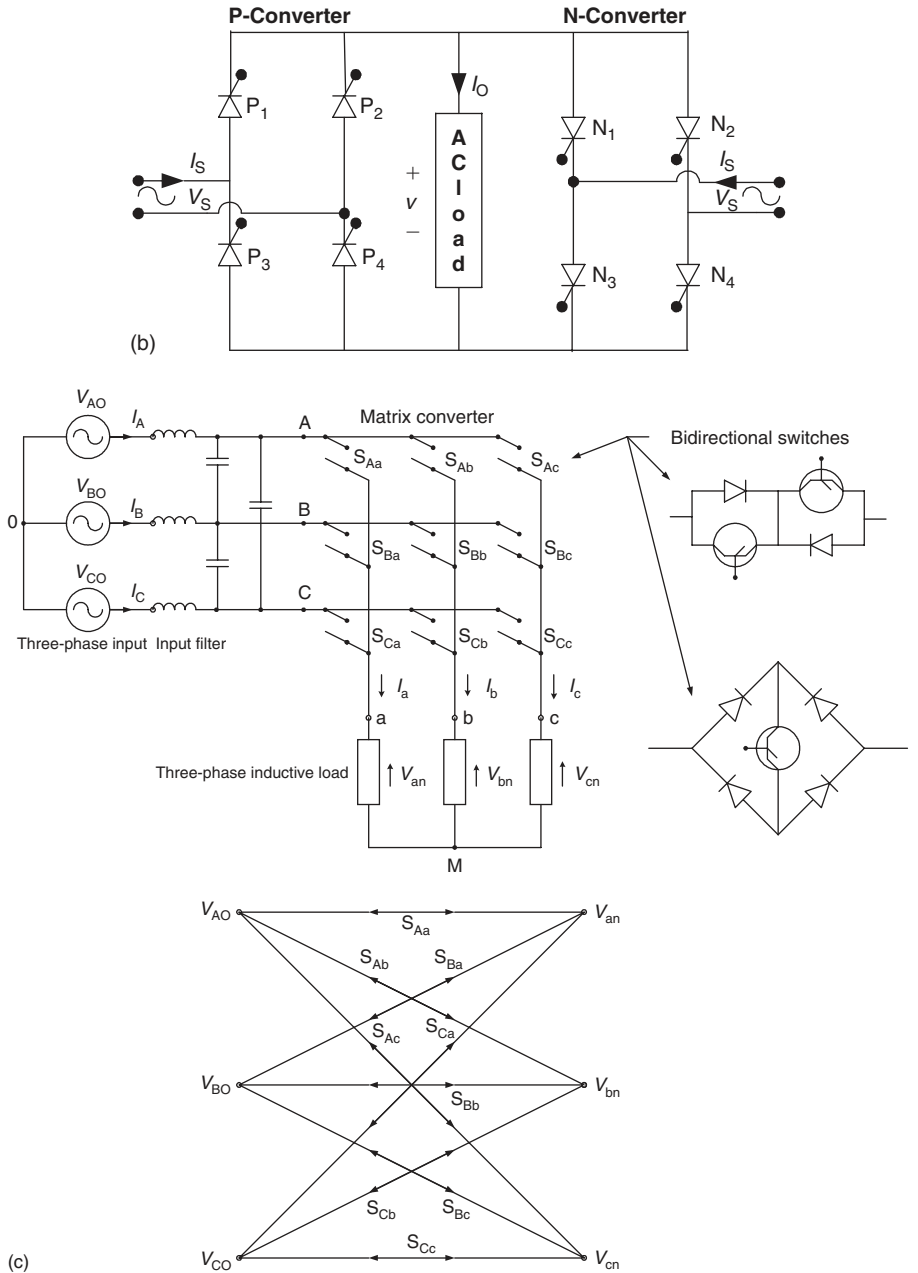 P-Converter
N-Converter
P1
P2
IO
N1
N2
IS
VS
+
v
−
A
C
l
o
a
d
IS
VS
P3
P4
N3
N4
(b)
VAO
IA
A
Matrix converter
Bidirectional switches
SAa
SAb
SAc
VBO
IB
0
B
SBa
SBb
SBc
VCO
IC
C
SCa
SCb
SCc
Three-phase input
Input filter
Ia
Ib
Ic
a
b
c
Three-phase inductive load
Van
Vbn
Vcn
M
VAO
SAa
Van
SAb
SBa
SAc
SCa
VBO
SBb
Vbn
SCb
SBc
VCO
SCc
Vcn
(c)